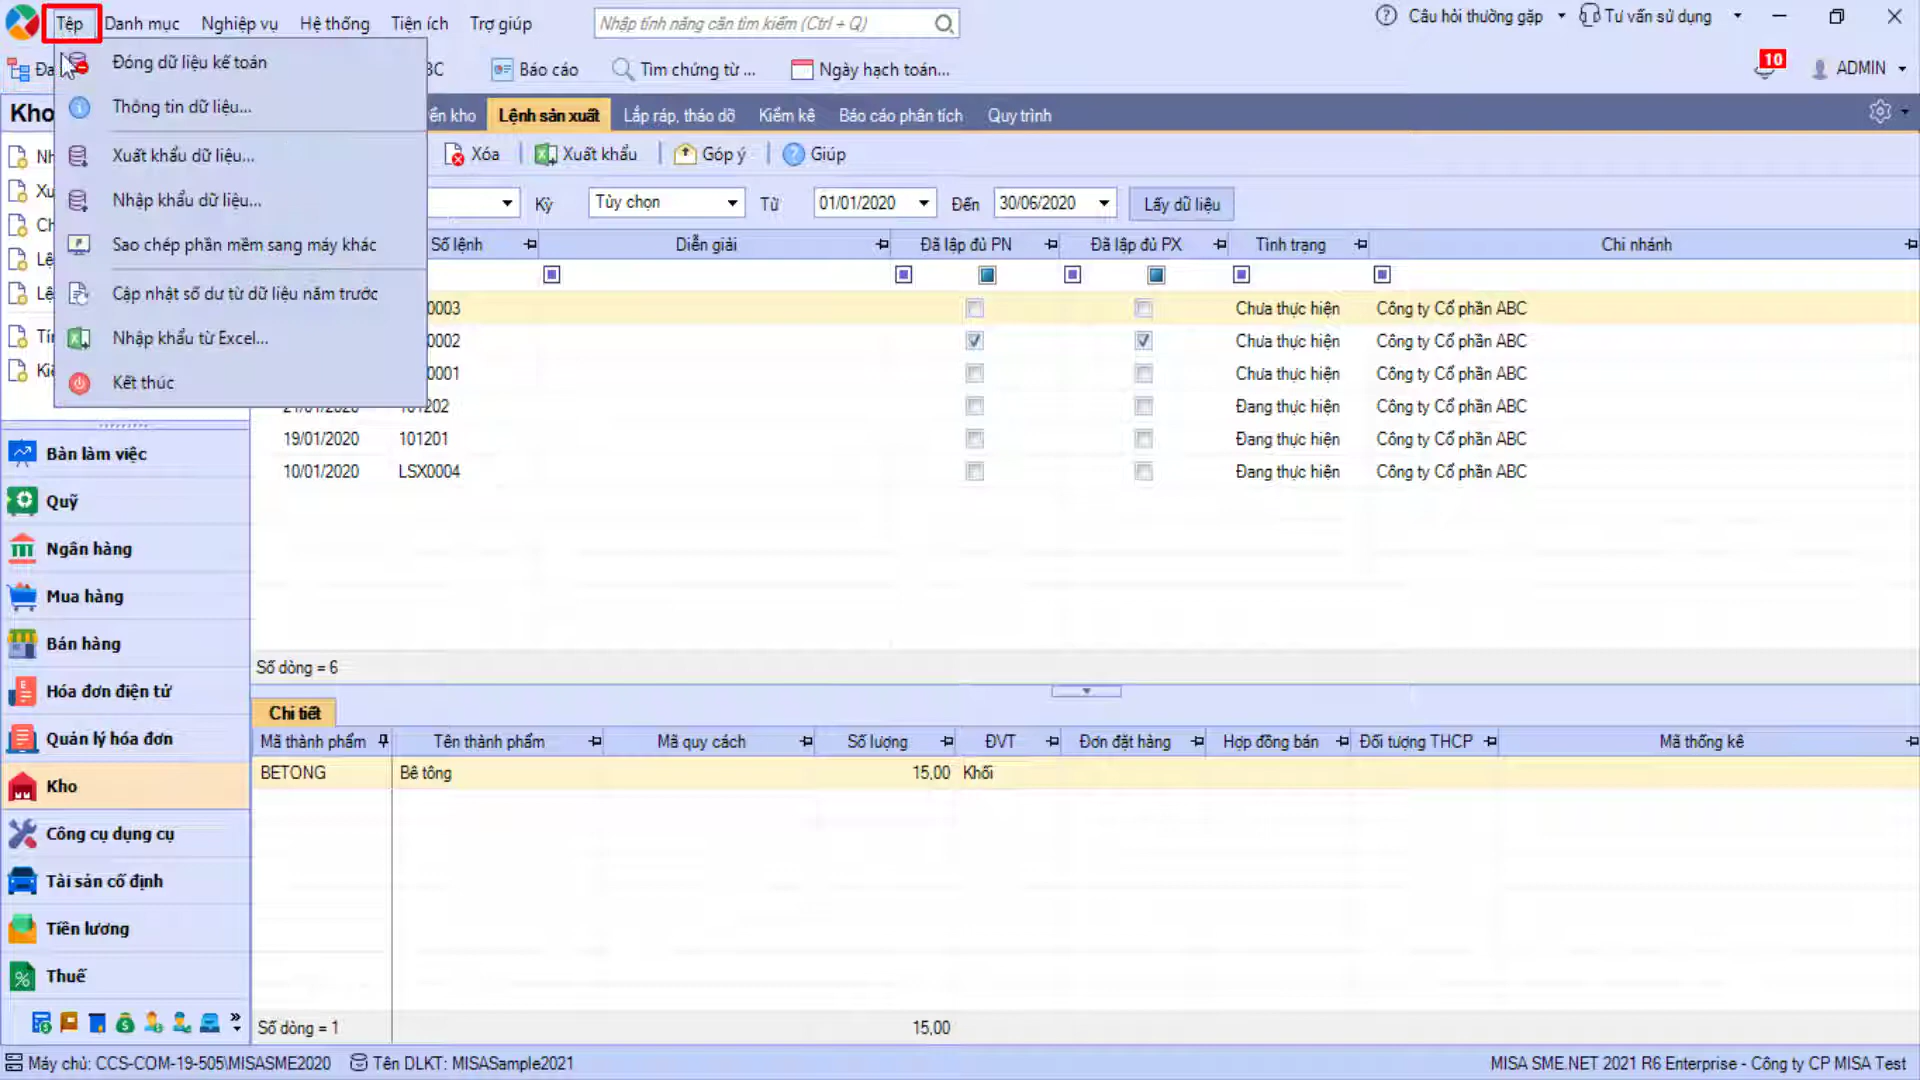 Tệp Danh mục Nghiệp vụ Hệ thống Tiện ích Trợ giúp Nhập tính năng cần tìm kiếm (Ctrl + Q) Câu hỏi thường gặp Tư vấn sử dụng
Báo cáo Tìm chứng từ ... Ngày hạch toán... 10 ADMIN
Đóng dữ liệu kế toán
Thông tin dữ liệu...
Xuất khẩu dữ liệu...
Nhập khẩu dữ liệu...
Sao chép phần mềm sang máy khác
Cập nhật số dư từ dữ liệu năm trước
Nhập khẩu từ Excel...
Kết thúc
Kho kho Lệnh sản xuất Lắp ráp, tháo dỡ Kiểm kê Báo cáo phân tích Quy trình
Xóa Xuất khẩu Góp ý Giúp
Kỳ Tùy chọn Từ 01/01/2020 Đến 30/06/2020 Lấy dữ liệu
Số lệnh Diễn giải Đã lập đủ PN Đã lập đủ PX Tình trạng Chi nhánh
0003 Chưa thực hiện Công ty Cổ phần ABC
0002 Chưa thực hiện Công ty Cổ phần ABC
0001 Chưa thực hiện Công ty Cổ phần ABC
Đang thực hiện Công ty Cổ phần ABC
19/01/2020 101201 Đang thực hiện Công ty Cổ phần ABC
10/01/2020 LSX0004 Đang thực hiện Công ty Cổ phần ABC
Số dòng = 6
Bàn làm việc
Quỹ
Ngân hàng
Mua hàng
Bán hàng
Hóa đơn điện tử
Quản lý hóa đơn
Kho
Công cụ dụng cụ
Tài sản cố định
Tiền lương
Thuế
Chi tiết
Mã thành phẩm Tên thành phẩm Mã quy cách Số lượng ĐVT Đơn đặt hàng Hợp đồng bán Đối tượng THCP Mã thống kê
BETONG Bê tông 15,00 Khối
Số dòng = 1 15,00
Máy chủ: CCS-COM-19-505\MISASME2020 Tên DLKT: MISASample2021 MISA SME.NET 2021 R6 Enterprise - Công ty CP MISA Test